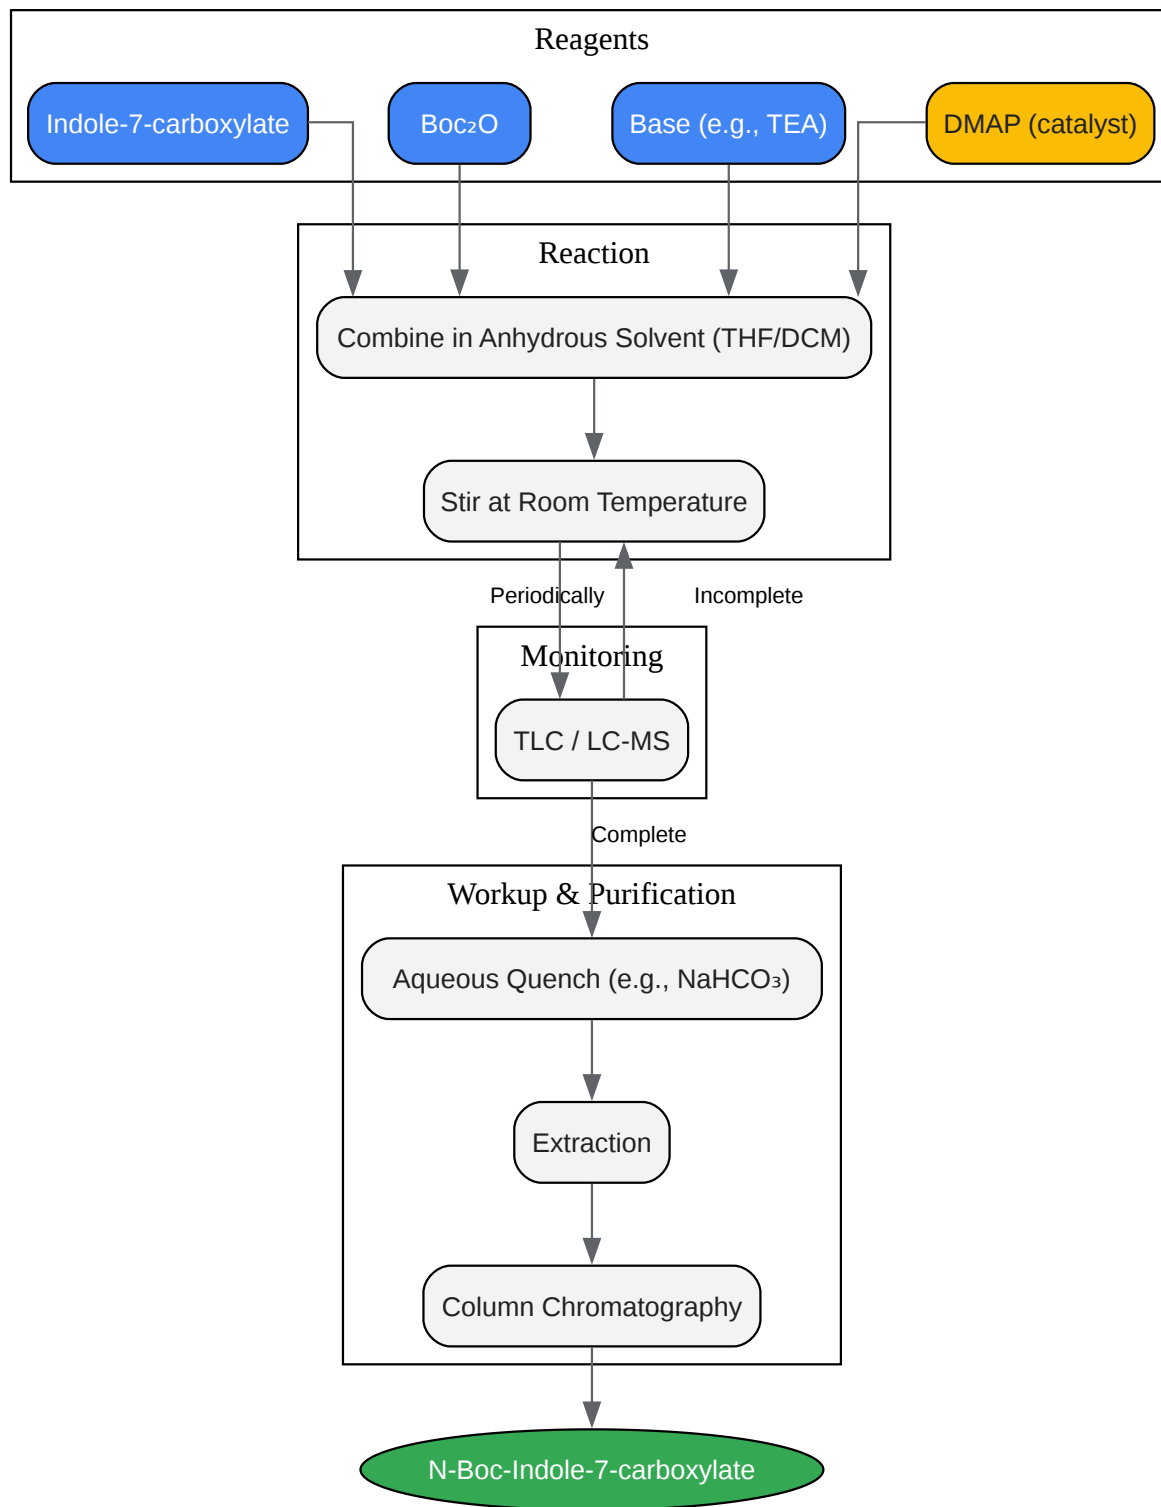 Reagents
Indole-7-carboxylate
Boc₂O
Base (e.g., TEA)
DMAP (catalyst)
Reaction
Combine in Anhydrous Solvent (THF/DCM)
Stir at Room Temperature
Periodically
Incomplete
Monitoring
TLC / LC-MS
Complete
Workup & Purification
Aqueous Quench (e.g., NaHCO₃)
Extraction
Column Chromatography
N-Boc-Indole-7-carboxylate